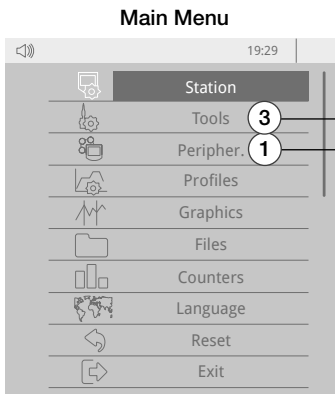 Main Menu
19:29
Station
Tools 3
Peripher. 1
Profiles
Graphics
Files
Counters
Language
Reset
Exit